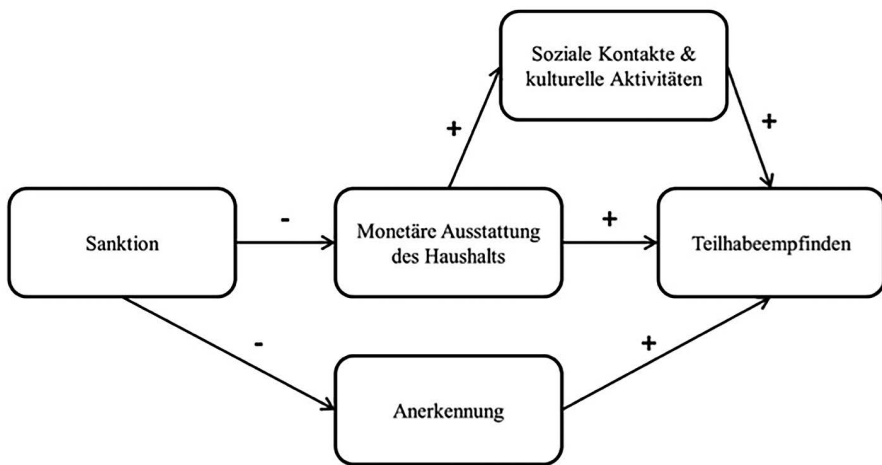 Soziale Kontakte &
kulturelle Aktivitäten
+
+
Sanktion
-
Monetäre Ausstattung
des Haushalts
+
Teilhabeempfinden
-
+
Anerkennung